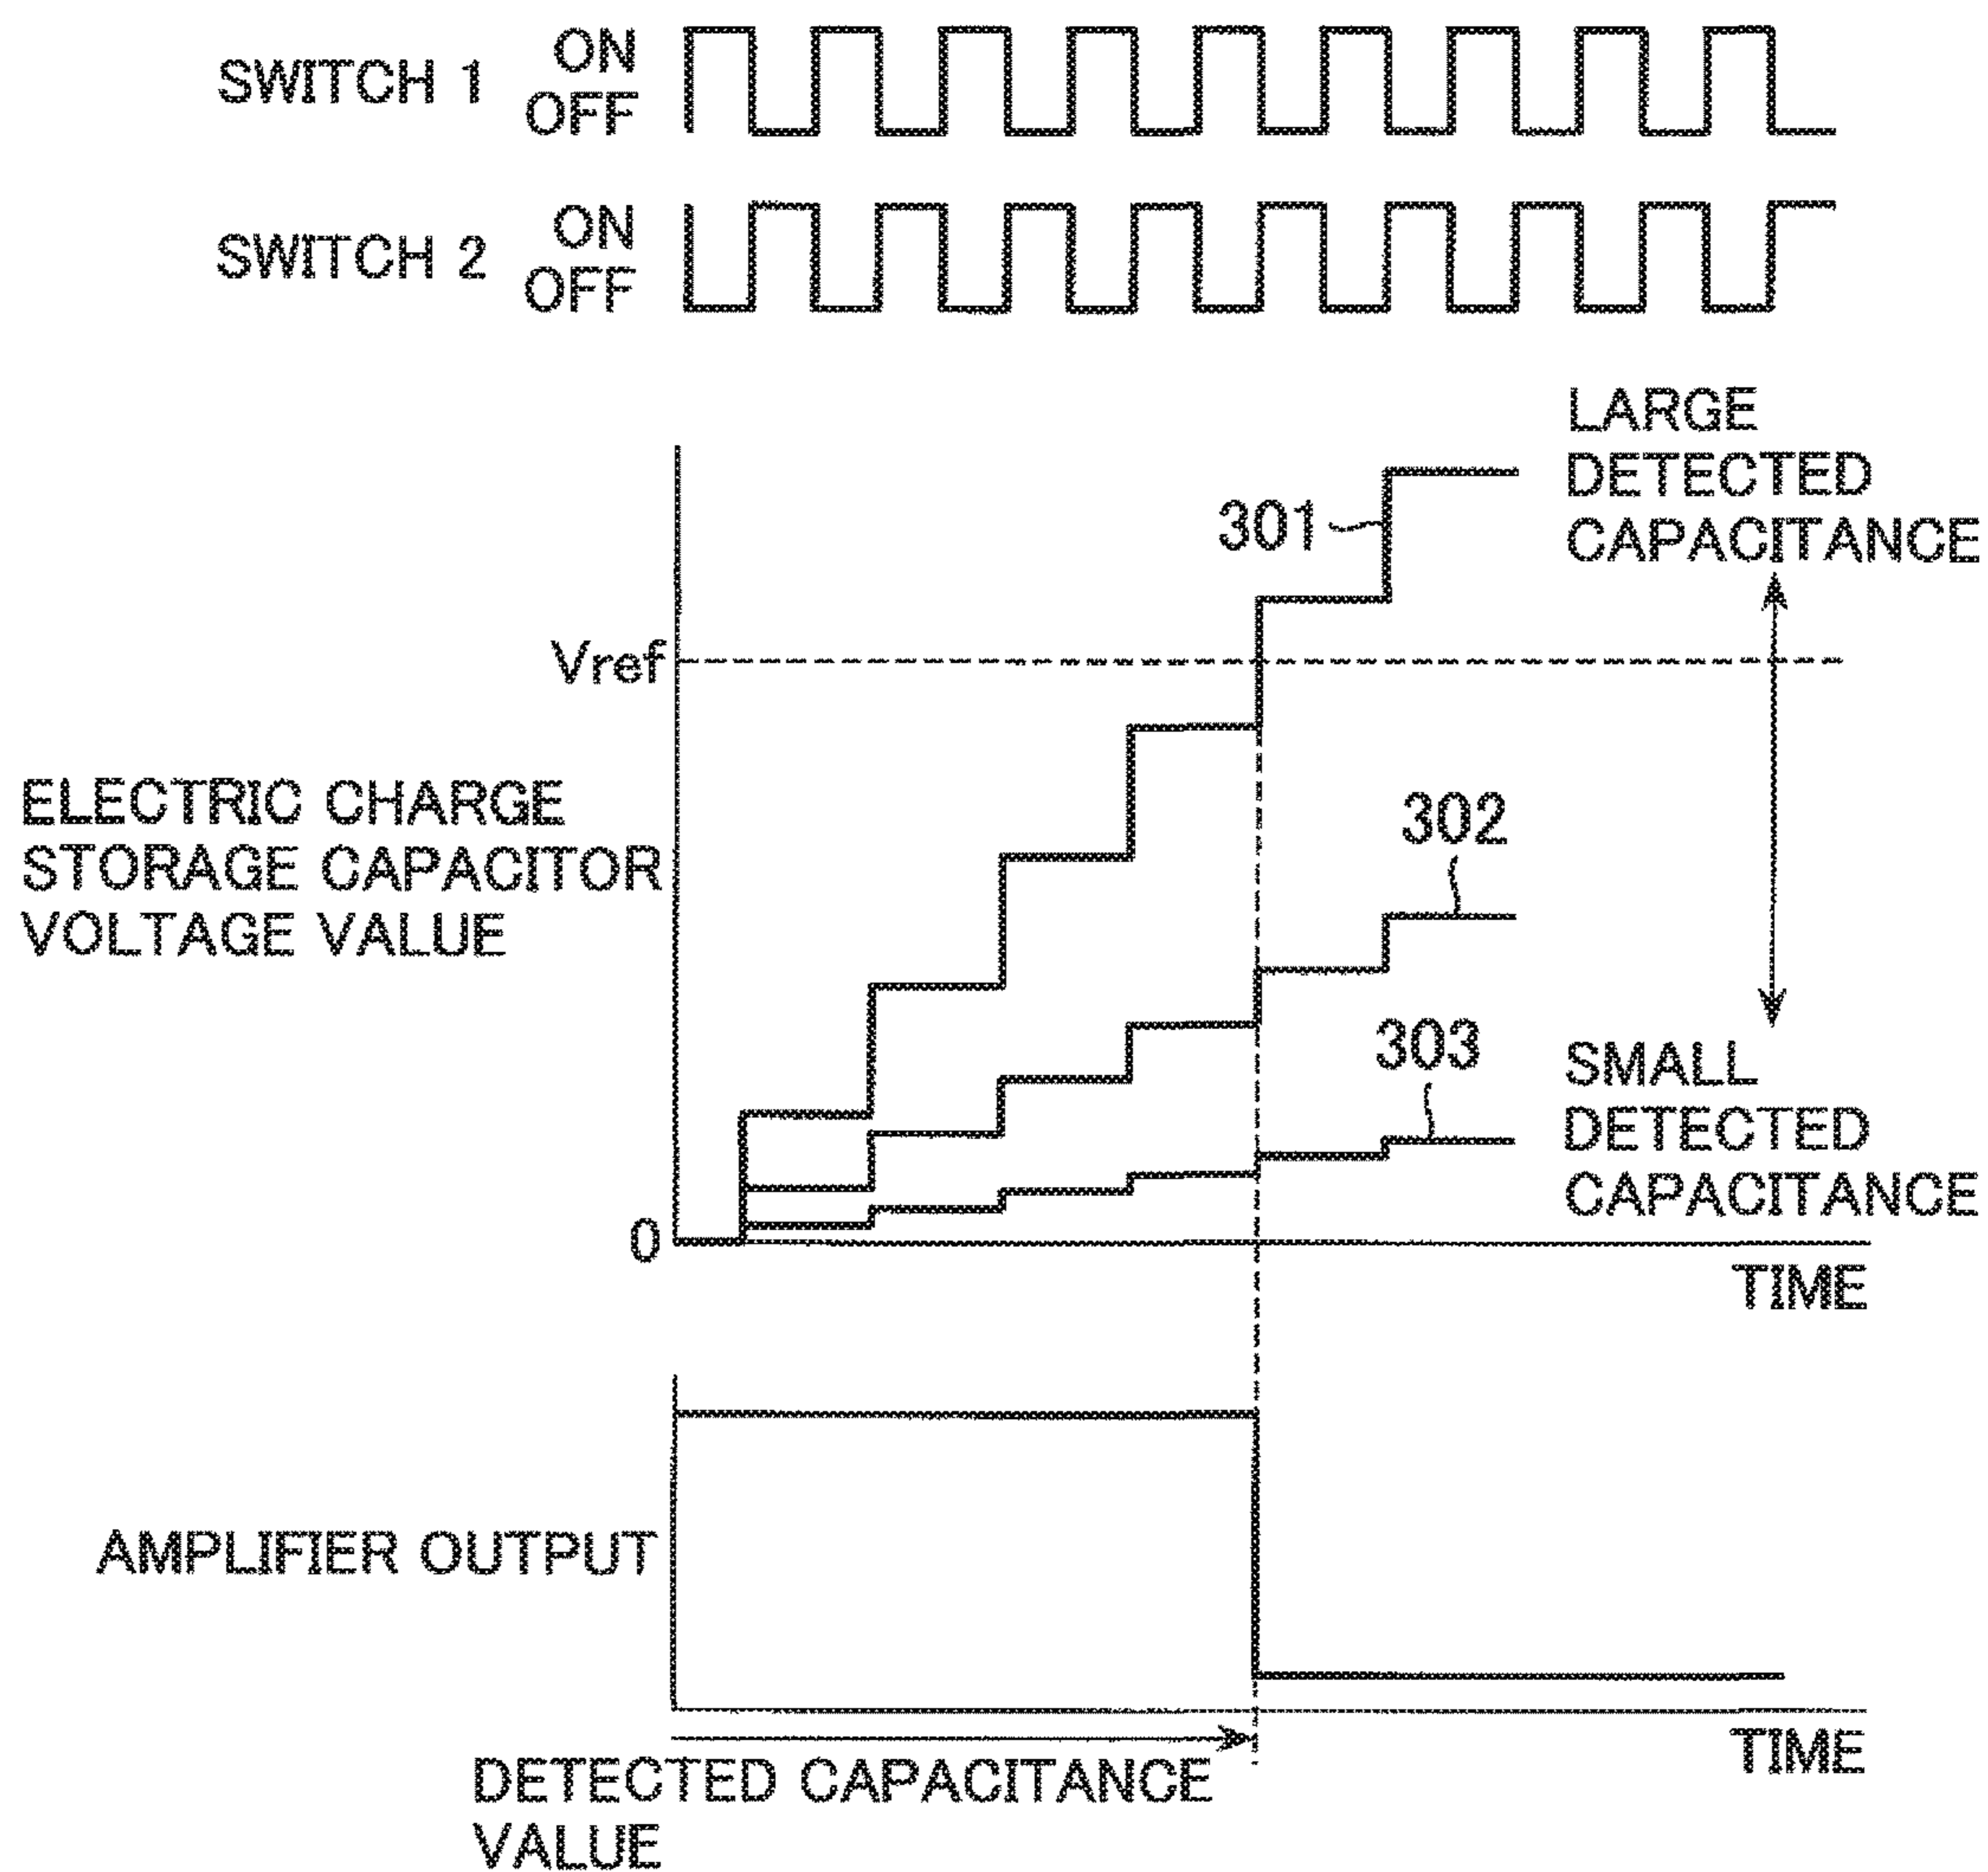 SWITCH 1
ON
OFF
SWITCH 2
ON
OFF
LARGE
DETECTED
CAPACITANCE
301
Vref
ELECTRIC CHARGE
STORAGE CAPACITOR
VOLTAGE VALUE
302
303
SMALL
DETECTED
CAPACITANCE
0
TIME
AMPLIFIER OUTPUT
TIME
DETECTED CAPACITANCE
VALUE